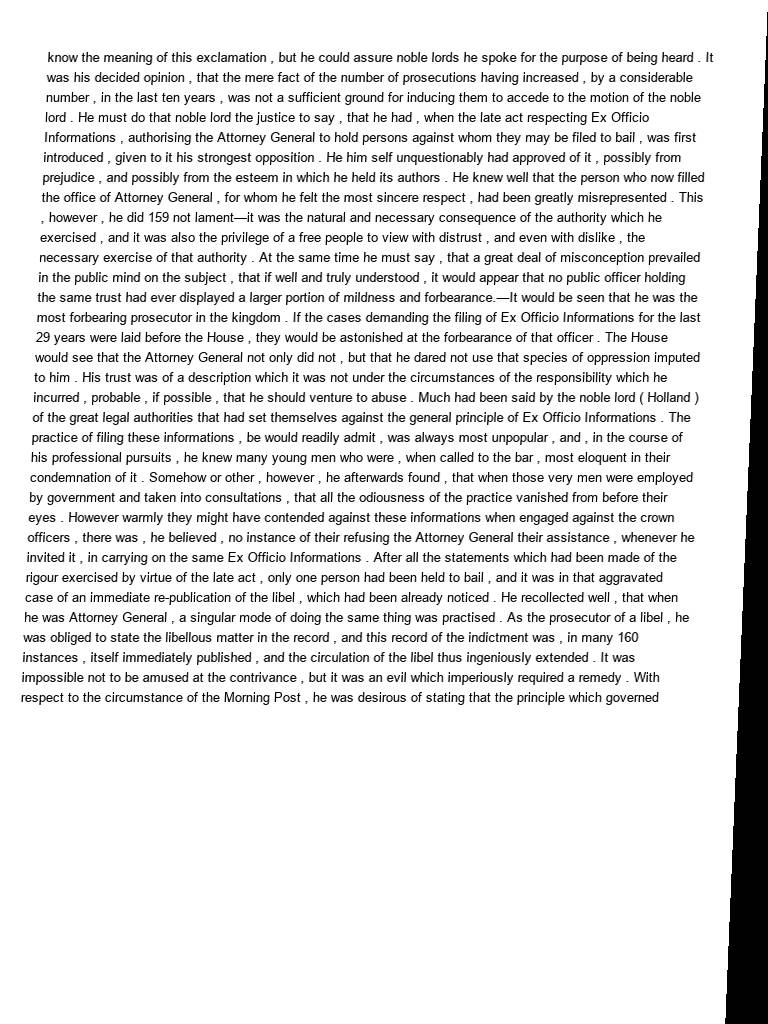 know the meaning of this exclamation , but he could assure noble lords he spoke for the purpose of being heard . It
was his decided opinion , that the mere fact of the number of prosecutions having increased , by a considerable
number , in the last ten years , was not a sufficient ground for inducing them to accede to the motion of the noble
lord . He must do that noble lord the justice to say , that he had , when the late act respecting Ex Officio
Informations , authorising the Attorney General to hold persons against whom they may be filed to bail , was first
introduced , given to it his strongest opposition . He him self unquestionably had approved of it , possibly from
prejudice , and possibly from the esteem in which he held its authors . He knew well that the person who now filled
the office of Attorney General , for whom he felt the most sincere respect , had been greatly misrepresented . This
, however , he did 159 not lament—it was the natural and necessary consequence of the authority which he
exercised , and it was also the privilege of a free people to view with distrust , and even with dislike , the
necessary exercise of that authority . At the same time he must say , that a great deal of misconception prevailed
in the public mind on the subject , that if well and truly understood , it would appear that no public officer holding
the same trust had ever displayed a larger portion of mildness and forbearance.—It would be seen that he was the
most forbearing prosecutor in the kingdom . If the cases demanding the filing of Ex Officio Informations for the last
29 years were laid before the House , they would be astonished at the forbearance of that officer . The House
would see that the Attorney General not only did not , but that he dared not use that species of oppression imputed
to him . His trust was of a description which it was not under the circumstances of the responsibility which he
incurred , probable , if possible , that he should venture to abuse . Much had been said by the noble lord ( Holland )
of the great legal authorities that had set themselves against the general principle of Ex Officio Informations . The
practice of filing these informations , be would readily admit , was always most unpopular , and , in the course of
his professional pursuits , he knew many young men who were , when called to the bar , most eloquent in their
condemnation of it . Somehow or other , however , he afterwards found , that when those very men were employed
by government and taken into consultations , that all the odiousness of the practice vanished from before their
eyes . However warmly they might have contended against these informations when engaged against the crown
officers , there was , he believed , no instance of their refusing the Attorney General their assistance , whenever he
invited it , in carrying on the same Ex Officio Informations . After all the statements which had been made of the
rigour exercised by virtue of the late act , only one person had been held to bail , and it was in that aggravated
case of an immediate re-publication of the libel , which had been already noticed . He recollected well , that when
he was Attorney General , a singular mode of doing the same thing was practised . As the prosecutor of a libel , he
was obliged to state the libellous matter in the record , and this record of the indictment was , in many 160
instances , itself immediately published , and the circulation of the libel thus ingeniously extended . It was
impossible not to be amused at the contrivance , but it was an evil which imperiously required a remedy . With
respect to the circumstance of the Morning Post , he was desirous of stating that the principle which governed